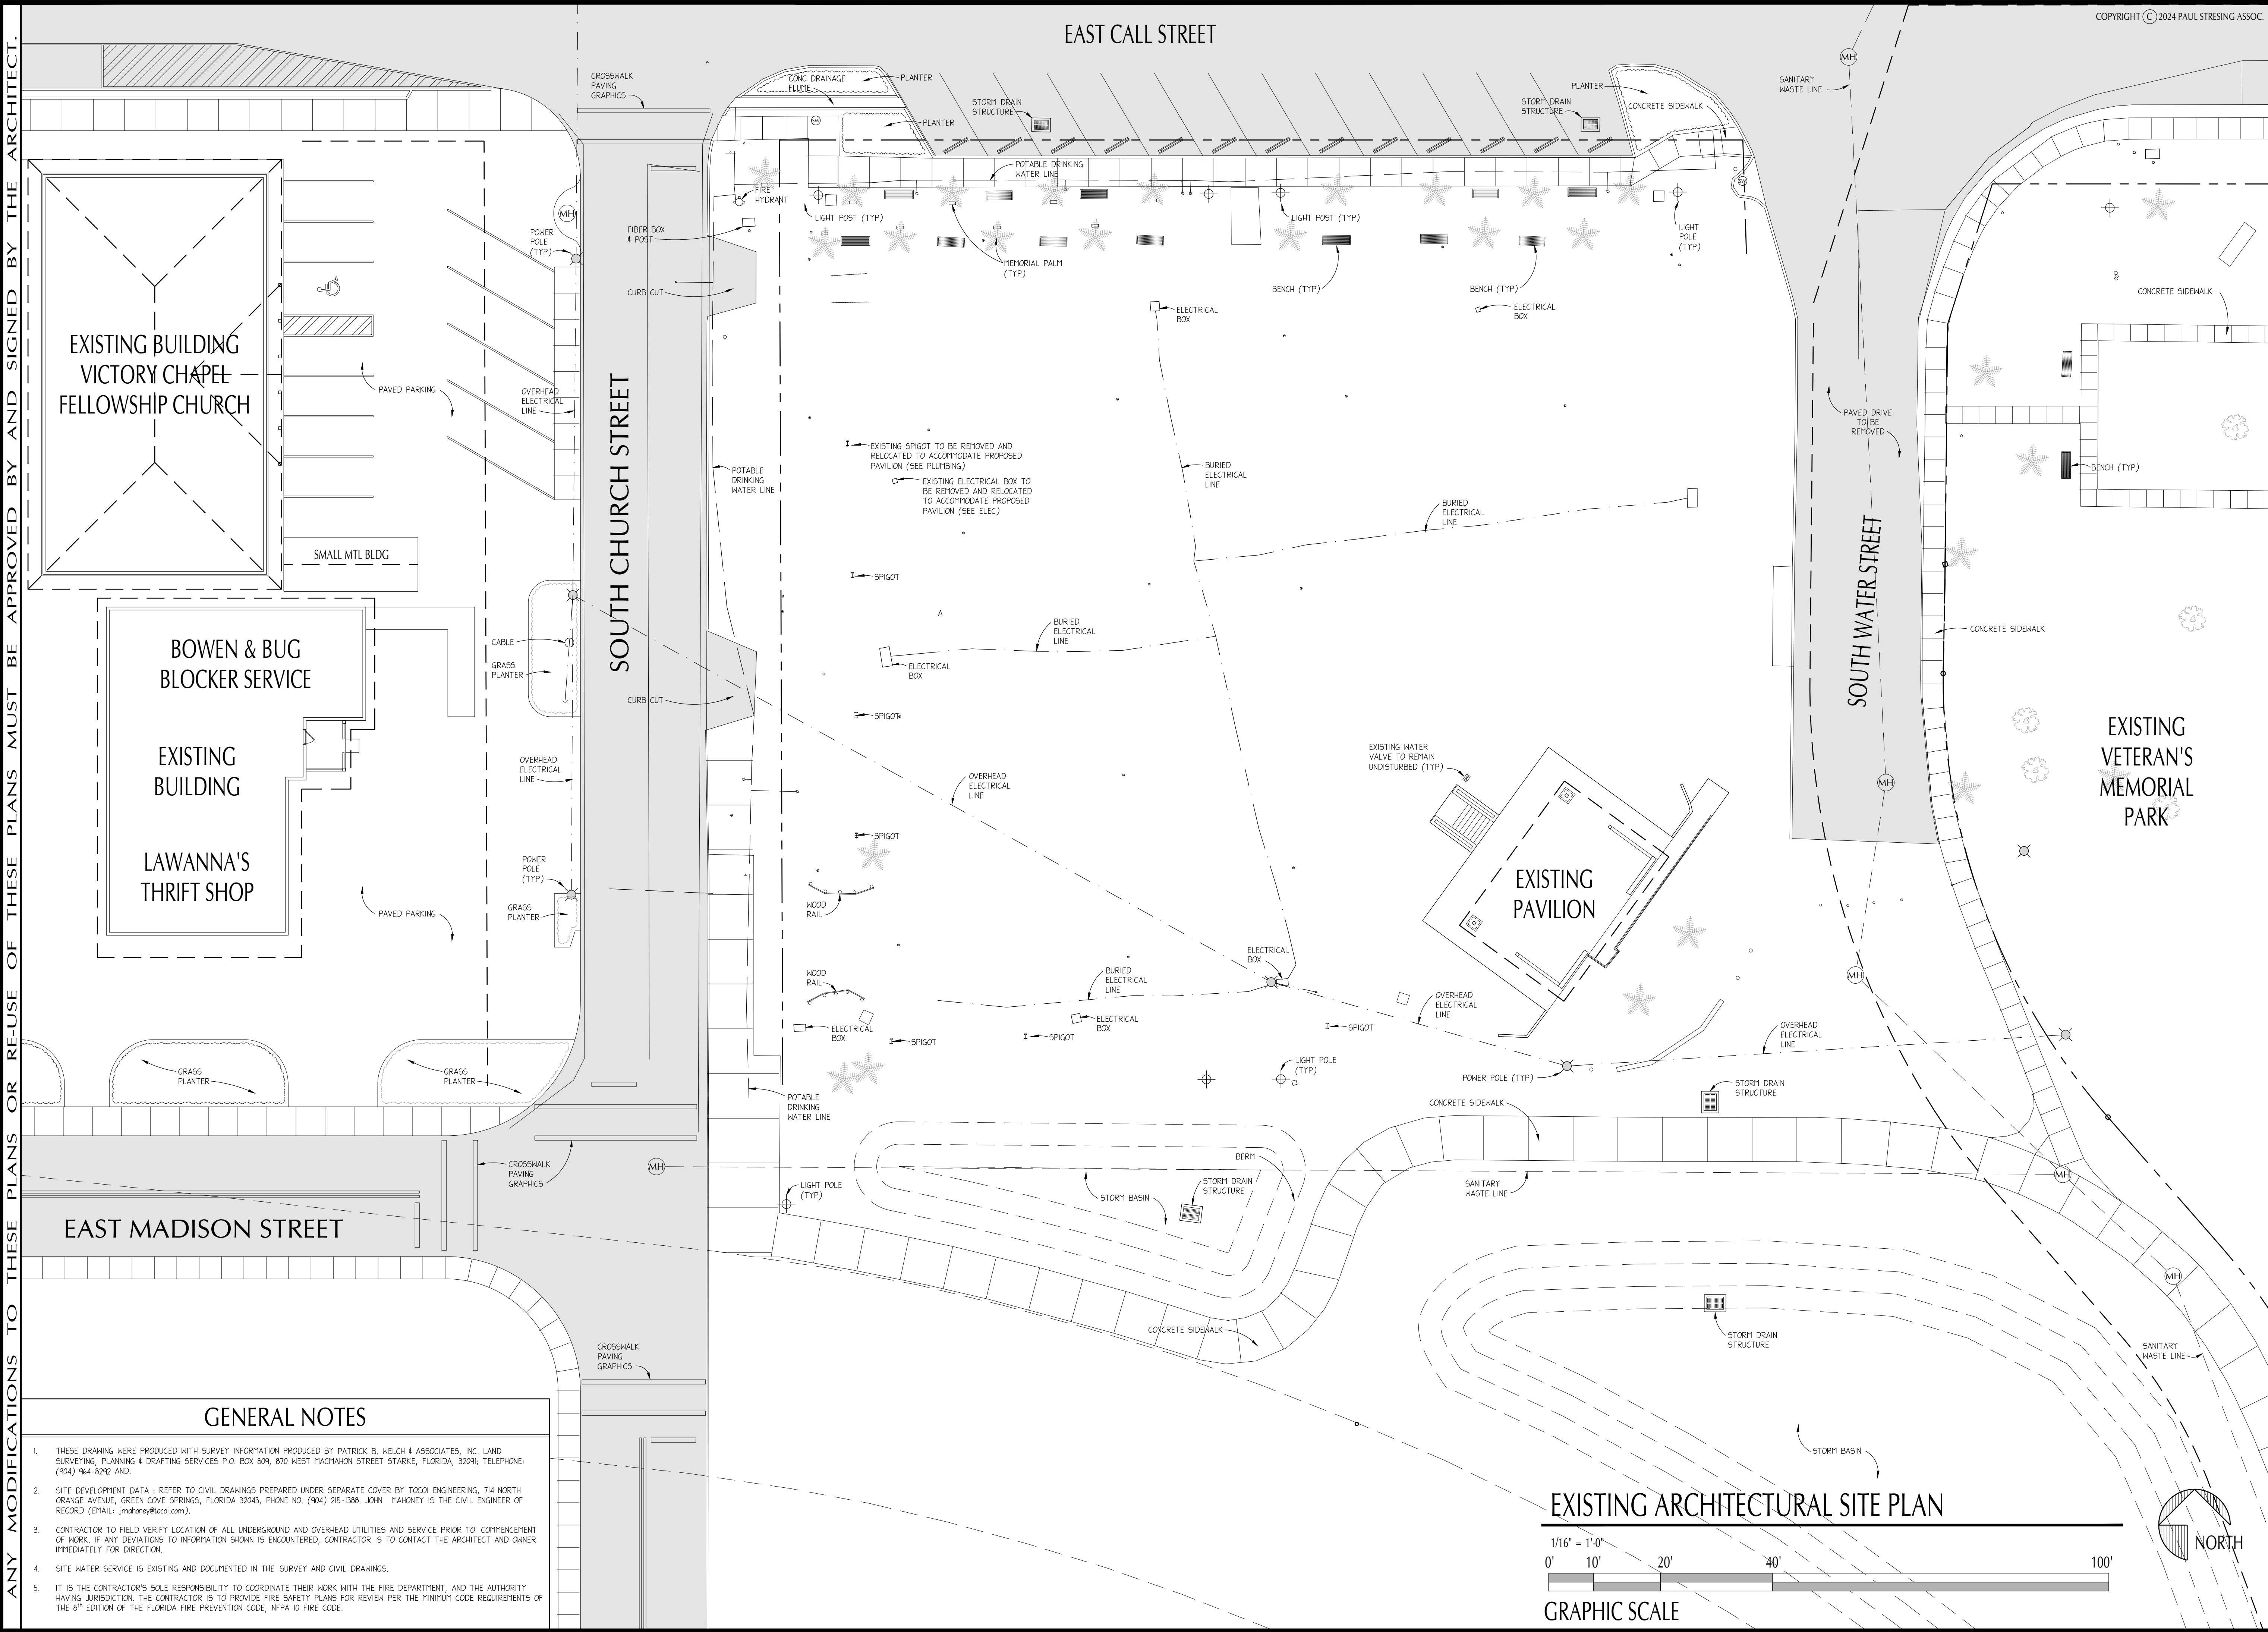 ANY MODIFICATIONS TO THESE PLANS OR RE-USE OF THESE PLANS MUST BE APPROVED BY AND SIGNED BY THE ARCHITECT.
COPYRIGHT C 2024 PAUL STRESING ASSOC.
EAST CALL STREET
CROSSWALK
PAVING
GRAPHICS
CONC DRAINAGE
FLUME
PLANTER
PLANTER
STORM DRAIN
STRUCTURE
STORM DRAIN
STRUCTURE
PLANTER
CONCRETE SIDEWALK
SANITARY
WASTE LINE
MH
POTABLE DRINKING
WATER LINE
FIRE
HYDRANT
LIGHT POST (TYP)
LIGHT POST (TYP)
LIGHT
POLE
(TYP)
MH
POWER
POLE
(TYP)
FIBER BOX
& POST
CURB CUT
MEMORIAL PALM
(TYP)
BENCH (TYP)
BENCH (TYP)
ELECTRICAL
BOX
ELECTRICAL
BOX
CONCRETE SIDEWALK
EXISTING BUILDING
VICTORY CHAPEL
FELLOWSHIP CHURCH
PAVED PARKING
OVERHEAD
ELECTRICAL
LINE
SOUTH CHURCH STREET
POTABLE
DRINKING
WATER LINE
EXISTING SPIGOT TO BE REMOVED AND
RELOCATED TO ACCOMMODATE PROPOSED
PAVILION (SEE PLUMBING)
EXISTING ELECTRICAL BOX TO
BE REMOVED AND RELOCATED
TO ACCOMMODATE PROPOSED
PAVILION (SEE ELEC)
BURIED
ELECTRICAL
LINE
BURIED
ELECTRICAL
LINE
PAVED DRIVE
TO BE
REMOVED
BENCH (TYP)
SMALL MTL BLDG
SPIGOT
A
BURIED
ELECTRICAL
LINE
ELECTRICAL
BOX
SOUTH WATER STREET
CONCRETE SIDEWALK
BOWEN & BUG
BLOCKER SERVICE
EXISTING
BUILDING
LAWANNA'S
THRIFT SHOP
CABLE
GRASS
PLANTER
CURB CUT
SPIGOT
EXISTING WATER
VALVE TO REMAIN
UNDISTURBED (TYP)
EXISTING
VETERAN'S
MEMORIAL
PARK
OVERHEAD
ELECTRICAL
LINE
OVERHEAD
ELECTRICAL
LINE
MH
SPIGOT
POWER
POLE
(TYP)
GRASS
PLANTER
PAVED PARKING
WOOD
RAIL
EXISTING
PAVILION
ELECTRICAL
BOX
WOOD
RAIL
BURIED
ELECTRICAL
LINE
MH
OVERHEAD
ELECTRICAL
LINE
ELECTRICAL
BOX
ELECTRICAL
BOX
SPIGOT
SPIGOT
SPIGOT
OVERHEAD
ELECTRICAL
LINE
LIGHT POLE
(TYP)
POWER POLE (TYP)
STORM DRAIN
STRUCTURE
GRASS
PLANTER
GRASS
PLANTER
POTABLE
DRINKING
WATER LINE
CONCRETE SIDEWALK
CROSSWALK
PAVING
GRAPHICS
MH
LIGHT POLE
(TYP)
BERM
STORM BASIN
STORM DRAIN
STRUCTURE
SANITARY
WASTE LINE
MH
EAST MADISON STREET
MH
CONCRETE SIDEWALK
STORM DRAIN
STRUCTURE
SANITARY
WASTE LINE
CROSSWALK
PAVING
GRAPHICS
STORM BASIN
GENERAL NOTES
1. THESE DRAWING WERE PRODUCED WITH SURVEY INFORMATION PRODUCED BY PATRICK B. WELCH & ASSOCIATES, INC. LAND
SURVEYING, PLANNING & DRAFTING SERVICES P.O. BOX 809, 870 WEST MACMAHON STREET STARKE, FLORIDA, 32091; TELEPHONE:
(904) 964-8292 AND.
2. SITE DEVELOPMENT DATA : REFER TO CIVIL DRAWINGS PREPARED UNDER SEPARATE COVER BY TOCOI ENGINEERING, 714 NORTH
ORANGE AVENUE, GREEN COVE SPRINGS, FLORIDA 32043, PHONE NO. (904) 215-1388. JOHN MAHONEY IS THE CIVIL ENGINEER OF
RECORD (EMAIL: jmahoney@tocoi.com).
3. CONTRACTOR TO FIELD VERIFY LOCATION OF ALL UNDERGROUND AND OVERHEAD UTILITIES AND SERVICE PRIOR TO COMMENCEMENT
OF WORK. IF ANY DEVIATIONS TO INFORMATION SHOWN IS ENCOUNTERED, CONTRACTOR IS TO CONTACT THE ARCHITECT AND OWNER
IMMEDIATELY FOR DIRECTION.
4. SITE WATER SERVICE IS EXISTING AND DOCUMENTED IN THE SURVEY AND CIVIL DRAWINGS.
5. IT IS THE CONTRACTOR'S SOLE RESPONSIBILITY TO COORDINATE THEIR WORK WITH THE FIRE DEPARTMENT, AND THE AUTHORITY
HAVING JURISDICTION. THE CONTRACTOR IS TO PROVIDE FIRE SAFETY PLANS FOR REVIEW PER THE MINIMUM CODE REQUIREMENTS OF
THE 8th EDITION OF THE FLORIDA FIRE PREVENTION CODE, NFPA 10 FIRE CODE.
EXISTING ARCHITECTURAL SITE PLAN
1/16" = 1'-0"
0' 10' 20' 40' 100'
GRAPHIC SCALE
NORTH